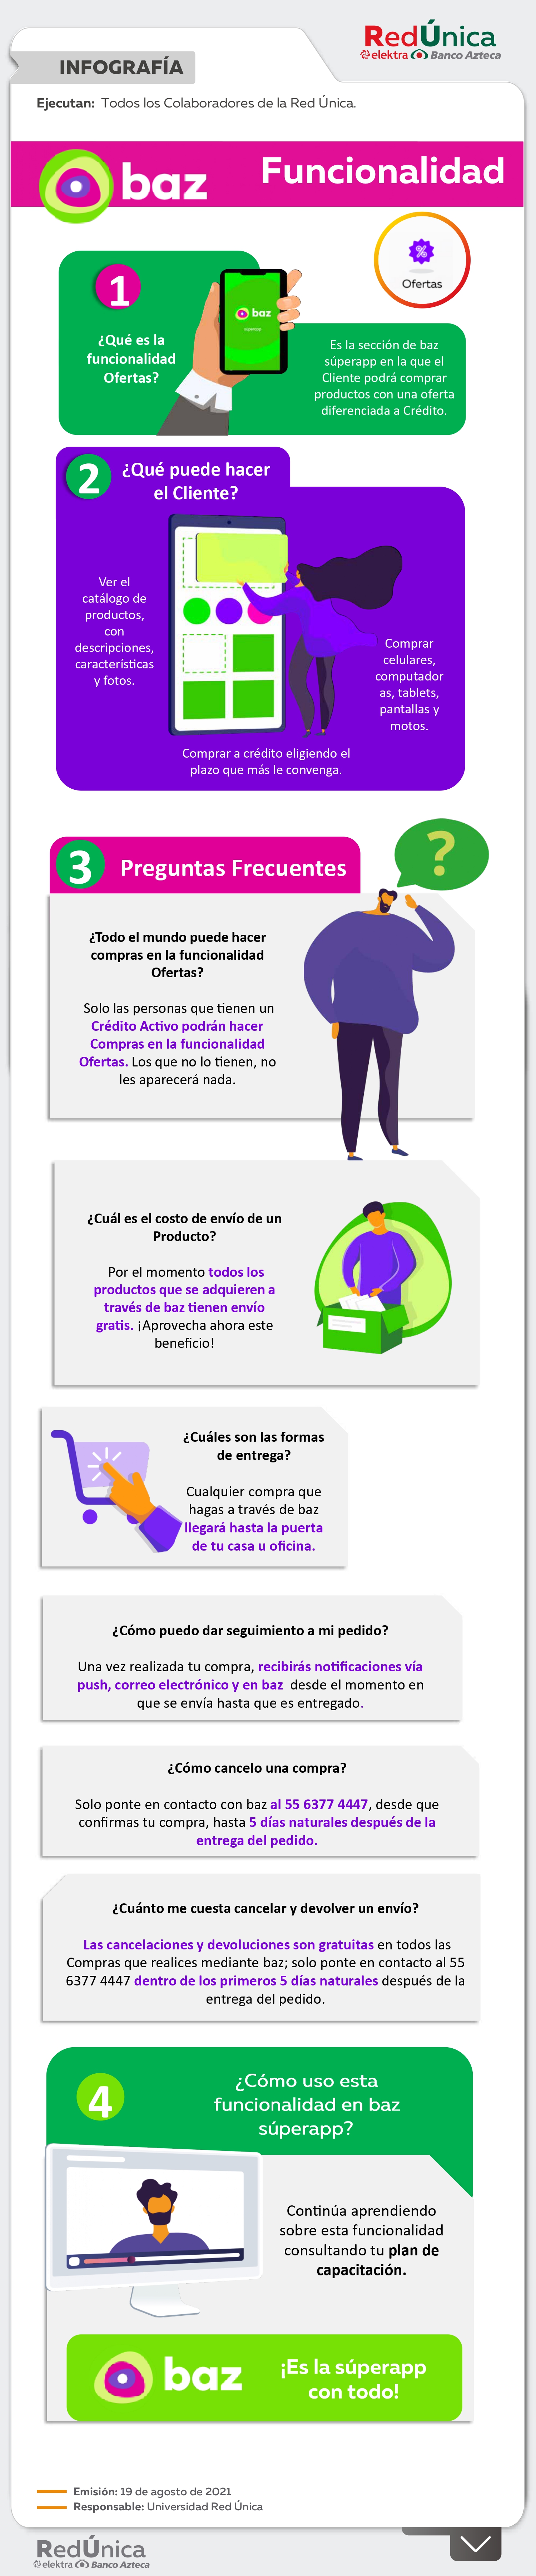 RedÚnica
elektra Banco Azteca
INFOGRAFÍA
Ejecutan: Todos los Colaboradores de la Red Única.
baz
Funcionalidad
%
Ofertas
1
¿Qué es la
funcionalidad
Ofertas?
baz
súperapp
Es la sección de baz
súperapp en la que el
Cliente podrá comprar
productos con una oferta
diferenciada a Crédito.
2
¿Qué puede hacer
el Cliente?
Ver el
catálogo de
productos,
con
descripciones,
características
y fotos.
Comprar
celulares,
computador
as, tablets,
pantallas y
motos.
Comprar a crédito eligiendo el
plazo que más le convenga.
3
Preguntas Frecuentes
?
¿Todo el mundo puede hacer
compras en la funcionalidad
Ofertas?
Solo las personas que tienen un
Crédito Activo podrán hacer
Compras en la funcionalidad
Ofertas. Los que no lo tienen, no
les aparecerá nada.
¿Cuál es el costo de envío de un
Producto?
Por el momento todos los
productos que se adquieren a
través de baz tienen envío
gratis. ¡Aprovecha ahora este
beneficio!
¿Cuáles son las formas
de entrega?
Cualquier compra que
hagas a través de baz
llegará hasta la puerta
de tu casa u oficina.
¿Cómo puedo dar seguimiento a mi pedido?
Una vez realizada tu compra, recibirás notificaciones vía
push, correo electrónico y en baz desde el momento en
que se envía hasta que es entregado.
¿Cómo cancelo una compra?
Solo ponte en contacto con baz al 55 6377 4447, desde que
confirmas tu compra, hasta 5 días naturales después de la
entrega del pedido.
¿Cuánto me cuesta cancelar y devolver un envío?
Las cancelaciones y devoluciones son gratuitas en todos las
Compras que realices mediante baz; solo ponte en contacto al 55
6377 4447 dentro de los primeros 5 días naturales después de la
entrega del pedido.
4
¿Cómo uso esta
funcionalidad en baz
súperapp?
Continúa aprendiendo
sobre esta funcionalidad
consultando tu plan de
capacitación.
baz
¡Es la súperapp
con todo!
Emisión: 19 de agosto de 2021
Responsable: Universidad Red Única
RedÚnica
elektra Banco Azteca